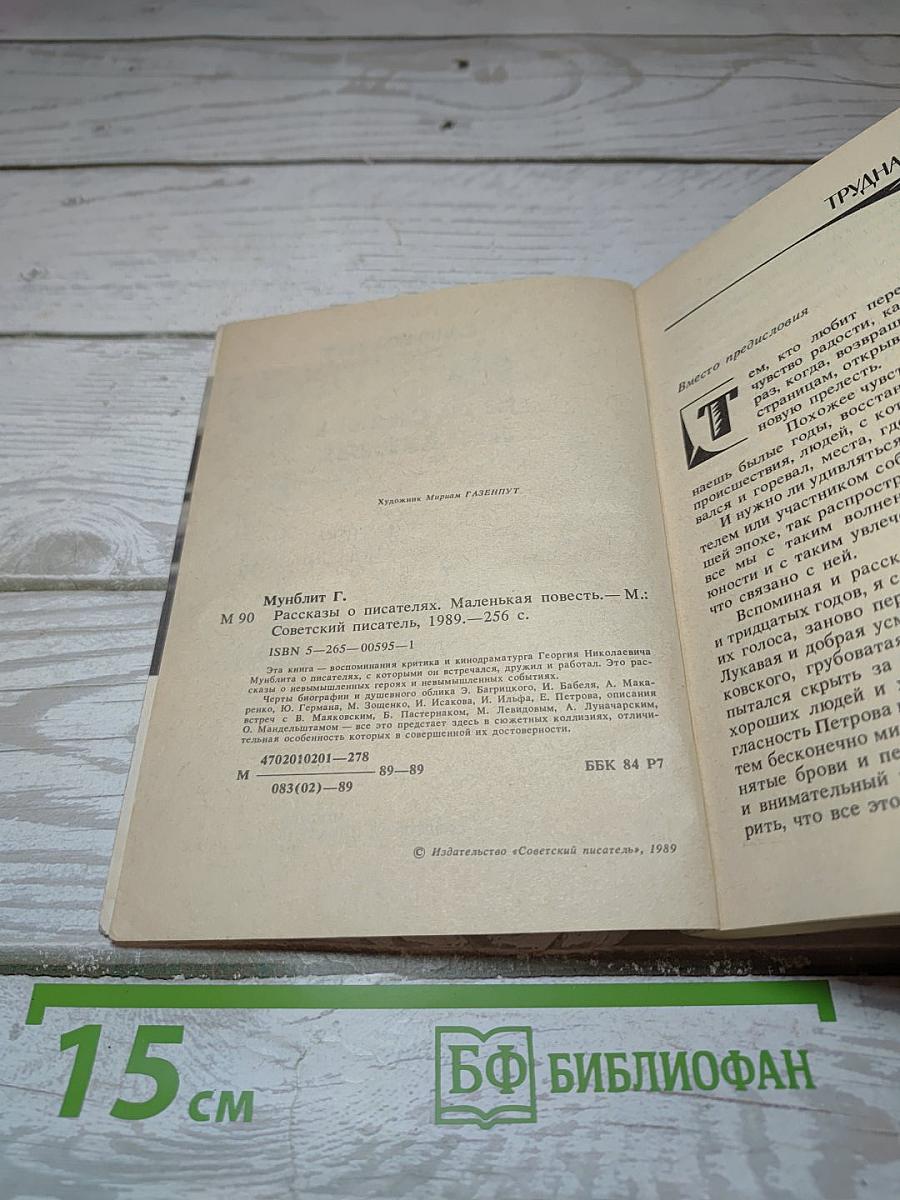 Художник Мириам ГАЗЕНПУТ
Мунблит Г.
М 90 Рассказы о писателях. Маленькая повесть.— М.:
Советский писатель, 1989.—256 с.
ISBN 5—265—00595—1
Эта книга — воспоминания критика и кинодраматурга Георгия Николаевича
Мунблита о писателях, с которыми он встречался, дружил и работал. Это рас-
сказы о невымышленных героях и невымышленных событиях.
Черты биографии и душевного облика Э. Багрицкого, И. Бабеля, А. Мака-
ренко, Ю. Германа, М. Зощенко, И. Исакова, И. Ильфа, Е. Петрова, описания
встреч с В. Маяковским, Б. Пастернаком, М. Левидовым, А. Луначарским,
О. Мандельштамом — все это предстает здесь в сюжетных коллизиях, отличи-
тельная особенность которых в совершенной их достоверности.
4702010201—278
М 89—89
083(02)—89
ББК 84 Р7
© Издательство «Советский писатель», 1989
ТРУДНА
Вместо предисловия
Тем, кто любит пере
чувство радости, ка
раз, когда, возвращ
страницам, открыв
новую прелесть.
Похожее чувст
наешь былые годы, восстан
происшествия, людей, с кот
вался и горевал, места, гд
И нужно ли удивляться
телем или участником соб
шей эпохе, так распростр
все мы с таким волнен
юности и с таким увлече
что связано с ней.
Вспоминая и расск
и тридцатых годов, я с
их голоса, заново пер
Лукавая и добрая усм
ковского, грубоватая
пытался скрыть за
хороших людей и
гласность Петрова
тем бесконечно ми
нятые брови и пе
и внимательный
рить, что все это
15 см
БФ БИБЛИОФАН